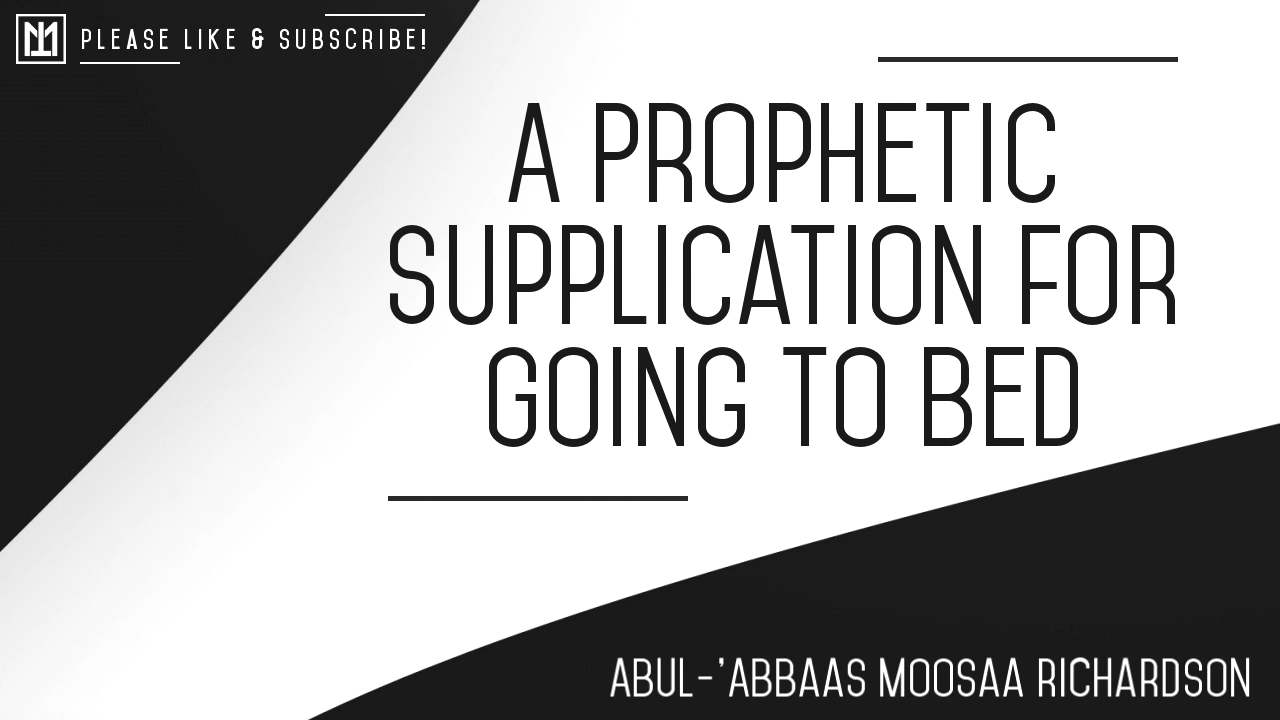 PLEASE LIKE & SUBSCRIBE!
A PROPHETIC
SUPPLICATION FOR
GOING TO BED
ABUL-'ABBAAS MOOSAA RICHARDSON